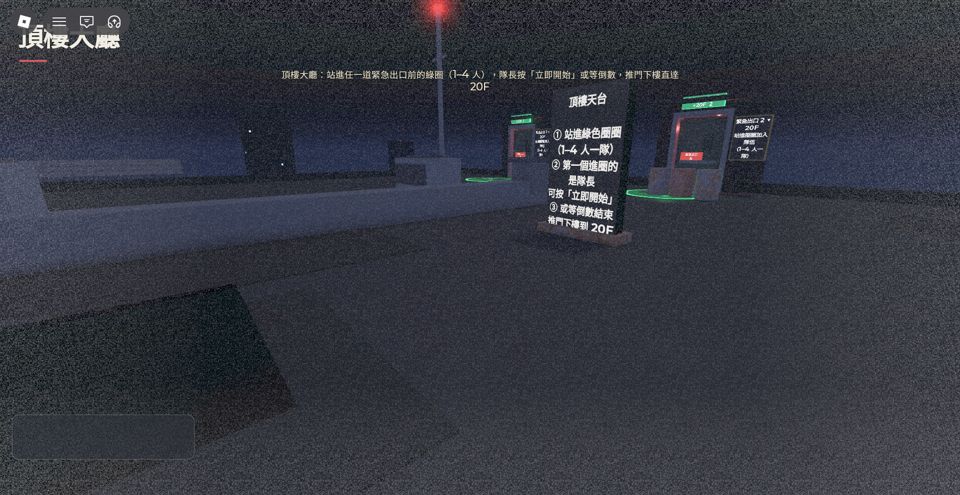 頂樓大廳
頂樓大廳：站進任一道緊急出口前的綠圈（1–4 人），隊長按「立即開始」或等倒數，推門下樓直達
20F
頂樓天台
① 站進綠色圈圈
（1–4 人一隊）
② 第一個進圈的
是隊長
可按「立即開始」
③ 或等倒數結束
推門下樓到 20F
20F 2
緊急出口 2
20F
站進圈圈加入
隊伍
（1–4 人一
隊）